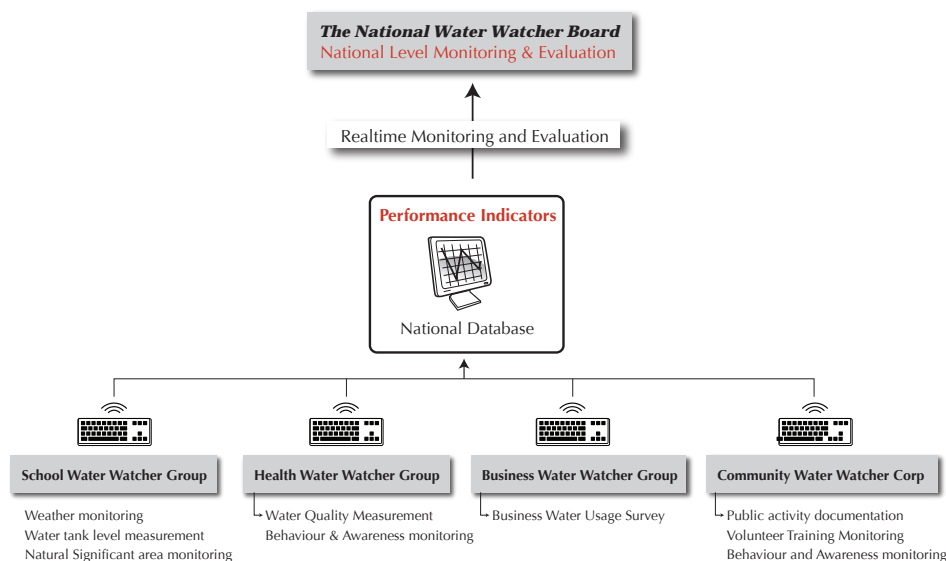 The National Water Watcher Board
National Level Monitoring & Evaluation
Realtime Monitoring and Evaluation
Performance Indicators
National Database
School Water Watcher Group
Weather monitoring
Water tank level measurement
Natural Significant area monitoring
Health Water Watcher Group
Water Quality Measurement
Behaviour & Awareness monitoring
Business Water Watcher Group
Business Water Usage Survey
Community Water Watcher Corp
Public activity documentation
Volunteer Training Monitoring
Behaviour and Awareness monitoring